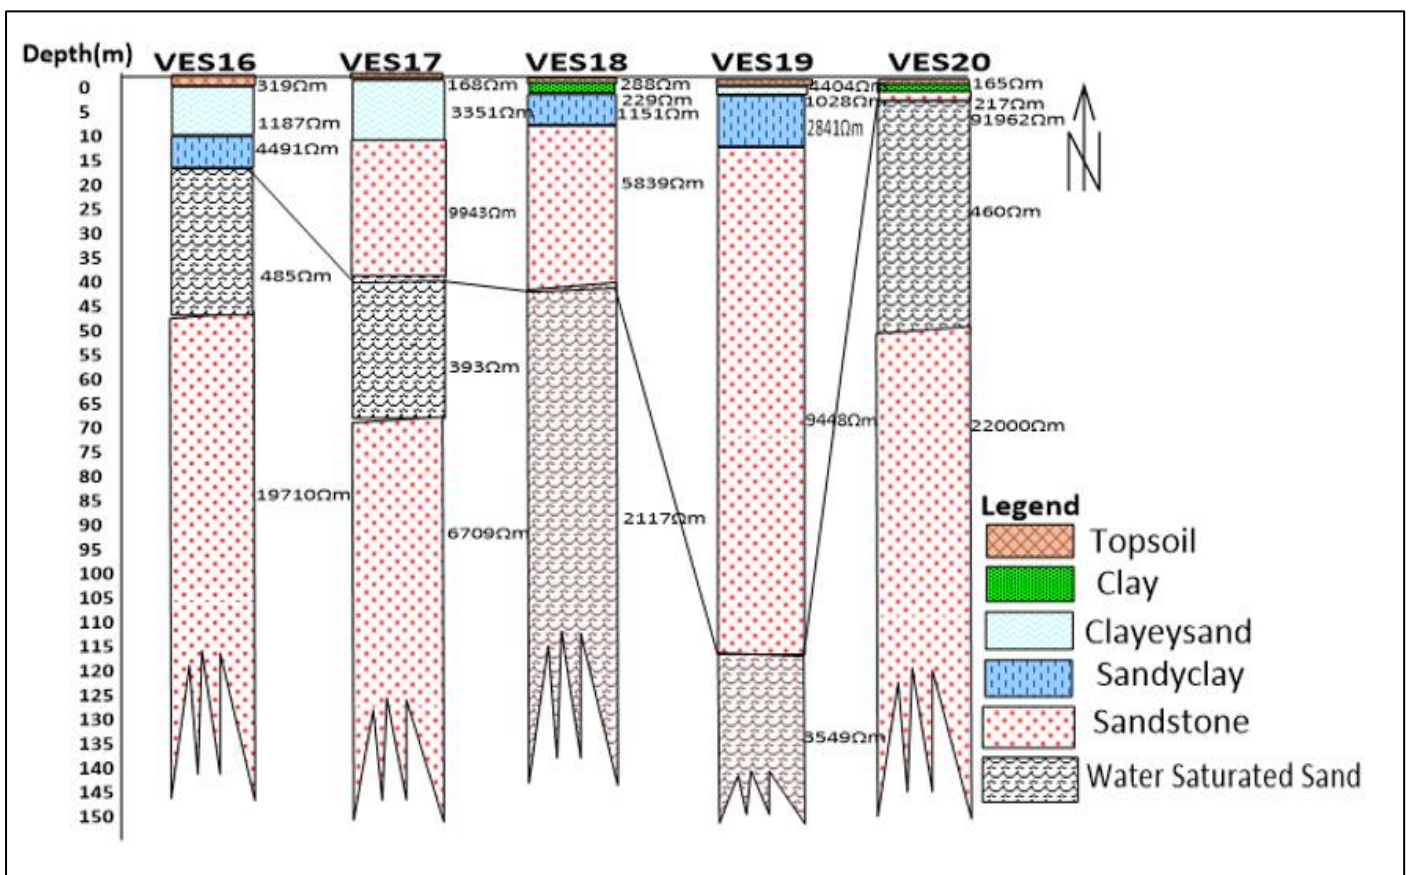 Depth(m)
VES16
VES17
VES18
VES19
VES20
0
5
10
15
20
25
30
35
40
45
50
55
60
65
70
75
80
85
90
95
100
105
110
115
120
125
130
135
140
145
150
319Ωm
1187Ωm
4491Ωm
485Ωm
19710Ωm
168Ωm
3351Ωm
9943Ωm
393Ωm
6709Ωm
288Ωm
229Ωm
1151Ωm
5839Ωm
2117Ωm
4404Ωm
1028Ωm
2841Ωm
9448Ωm
3549Ωm
165Ωm
217Ωm
91962Ωm
460Ωm
22000Ωm
N
Legend
Topsoil
Clay
Clayeysand
Sandyclay
Sandstone
Water Saturated Sand